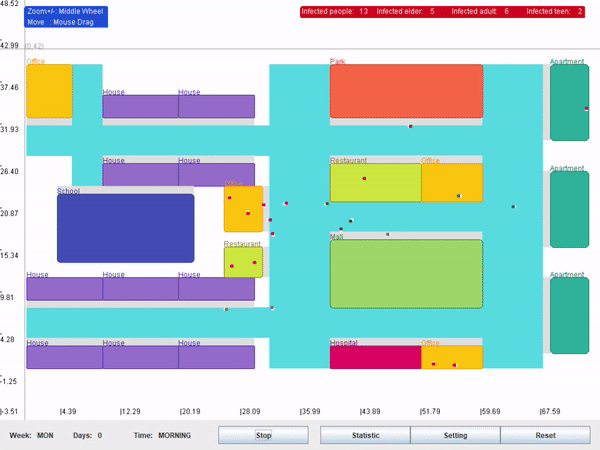 48.52
Zoom+/-: Middle Wheel
Move : Mouse Drag
Infected people: 13 Infected elder: 5 Infected adult: 6 Infected teen: 2
42.99
(0,42)
Office
Park
Apartment
37.46
House House
31.93
26.40
House House
Restaurant Office
Apartment
School
20.87
Mall
15.34
Restaurant
House House House
Apartment
9.81
4.28
House House House
Hospital Office
-1.25
-3.51 |4.39 |12.29 |20.19 |28.09 |35.99 |43.89 |51.79 |59.69 |67.59
Week: MON Days: 0 Time: MORNING Stop Statistic Setting Reset